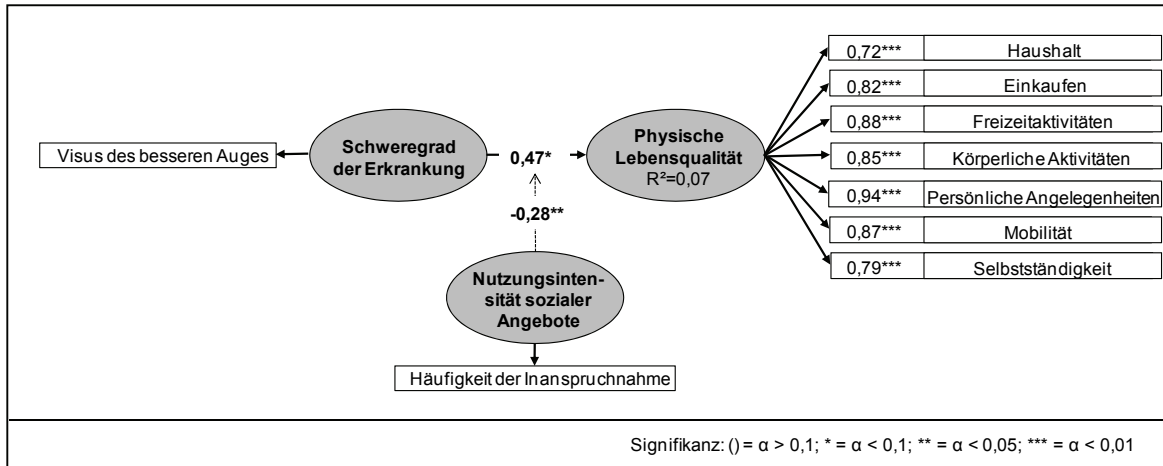 Visus des besseren Auges
Schweregrad
der Erkrankung
0,47*
-0,28**
Nutzungsinten-
sität sozialer
Angebote
Häufigkeit der Inanspruchnahme
Physische
Lebensqualität
R²=0,07
0,72*** Haushalt
0,82*** Einkaufen
0,88*** Freizeitaktivitäten
0,85*** Körperliche Aktivitäten
0,94*** Persönliche Angelegenheiten
0,87*** Mobilität
0,79*** Selbstständigkeit
Signifikanz: () = α > 0,1; * = α < 0,1; ** = α < 0,05; *** = α < 0,01